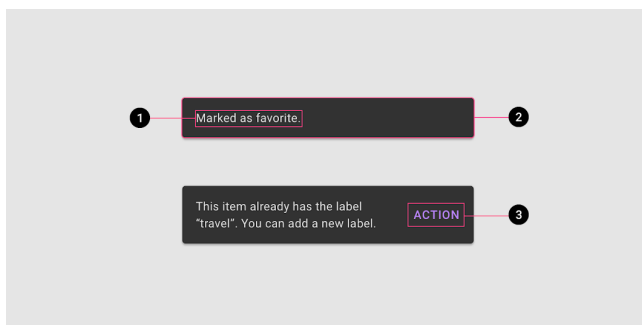 1 Marked as favorite. 2
This item already has the label
“travel”. You can add a new label.
ACTION 3